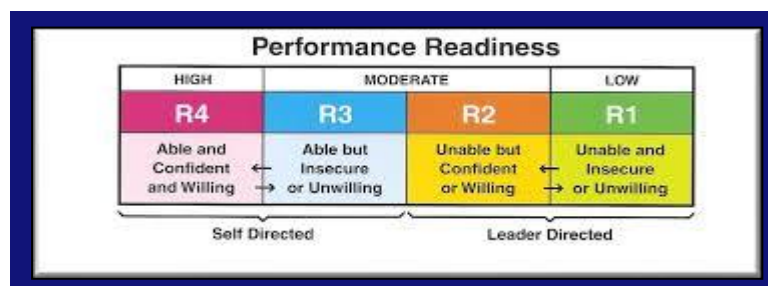 Performance Readiness
HIGH MODERATE LOW
R4 R3 R2 R1
Able and Able but Unable but Unable and
Confident ← Insecure Confident ← Insecure
and Willing → or Unwilling or Willing → or Unwilling
Self Directed Leader Directed